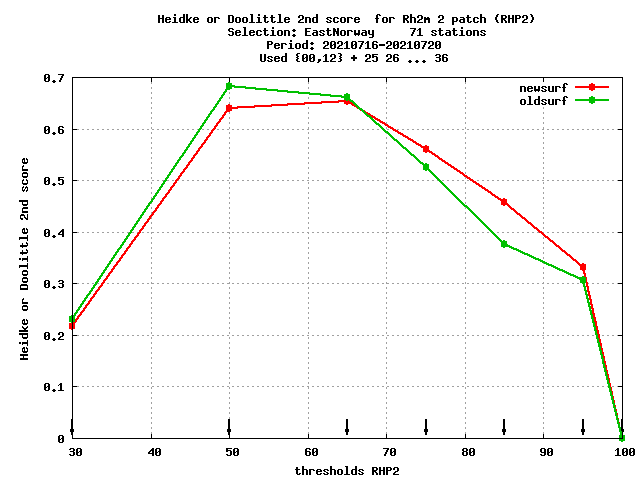 Heidke or Doolittle 2nd score  for Rh2m 2 patch (RHP2)
Selection: EastNorway     71 stations
Period: 20210716-20210720
Used {00,12} + 25 26 ... 36
newsurf
oldsurf
Heidke or Doolittle 2nd score
0.7
0.6
0.5
0.4
0.3
0.2
0.1
0
30 40 50 60 70 80 90 100
thresholds RHP2